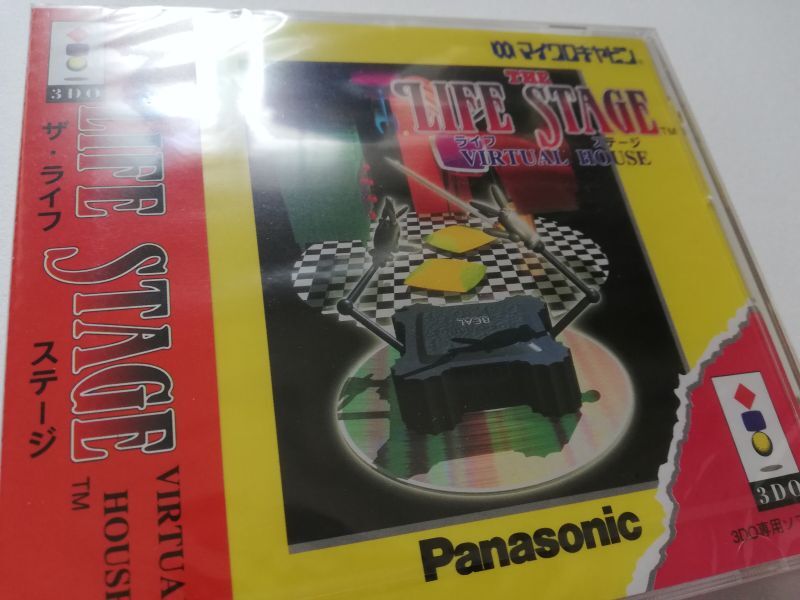 3DO
LIFE STAGE
ザ・ライフ
ステージ
TM
VIRTUA
HOUSE
マイクロキャビン
THE
LIFE STAGE
TM
ライフ
ステージ
VIRTUAL HOUSE
REAL
Panasonic
3DO
3DO専用ソフ